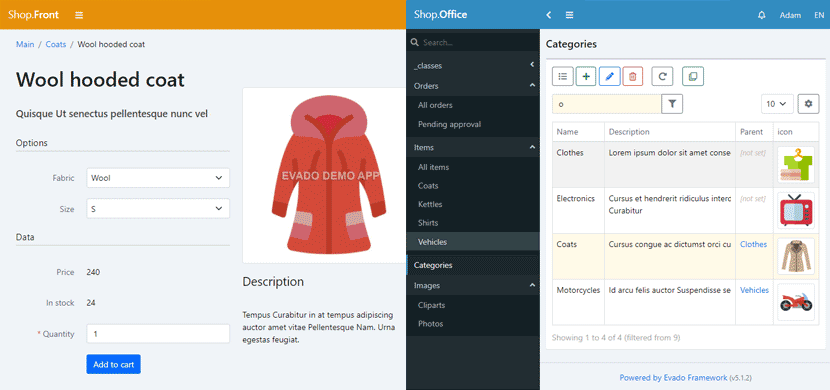 Shop.Front
Main / Coats / Wool hooded coat
Wool hooded coat
Quisque Ut senectus pellentesque nunc vel
Options
Fabric Wool
Size S
Data
Price 240
In stock 24
* Quantity 1
Add to cart
EVADO DEMO APP
Description
Tempus Curabitur in at tempus adipiscing
auctor amet vitae Pellentesque Nam. Urna
egestas feugiat.
Shop.Office
Search...
_classes
Orders
All orders
Pending approval
Items
All items
Coats
Kettles
Shirts
Vehicles
Categories
Images
Cliparts
Photos
Adam EN
Categories
o 10
Name Description Parent icon
Clothes Lorem ipsum dolor sit amet conse [not set]
Electronics Cursus et hendrerit ridiculus interd [not set]
Curabitur
Coats Cursus congue ac dictumst orci cu Clothes
Motorcycles Id arcu felis auctor Suspendisse se Vehicles
Showing 1 to 4 of 4 (filtered from 9)
Powered by Evado Framework (v5.1.2)